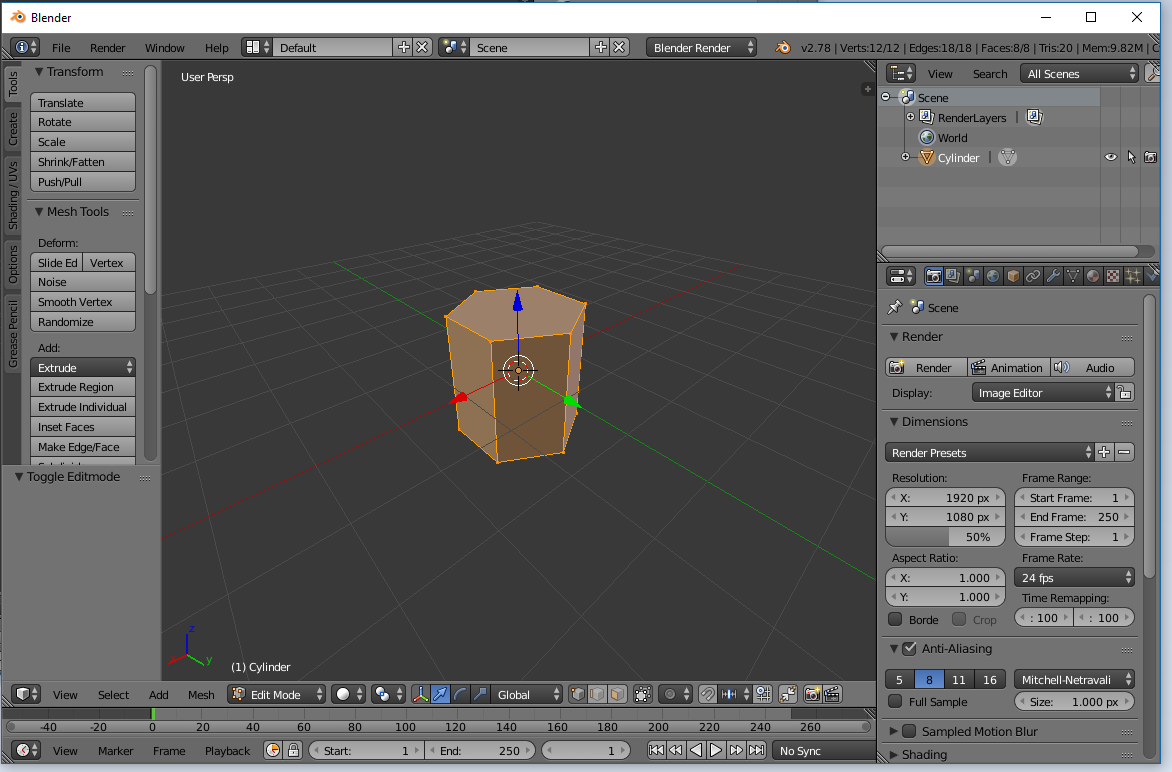 Blender
File Render Window Help Default Scene Blender Render v2.78 | Verts:12/12 | Edges:18/18 | Faces:8/8 | Tris:20 | Mem:9.82M | C
Tools
Create
Shading / UVs
Options
Grease Pencil
Transform
Translate
Rotate
Scale
Shrink/Fatten
Push/Pull
Mesh Tools
Deform:
Slide Ed Vertex
Noise
Smooth Vertex
Randomize
Add:
Extrude
Extrude Region
Extrude Individual
Inset Faces
Make Edge/Face
Toggle Editmode
User Persp
z
y
(1) Cylinder
View Select Add Mesh Edit Mode Global
-40 -20 0 20 40 60 80 100 120 140 160 180 200 220 240 260
View Marker Frame Playback Start: 1 End: 250 1 No Sync
View Search All Scenes
Scene
RenderLayers |
World
Cylinder |
Scene
Render
Render Animation Audio
Display: Image Editor
Dimensions
Render Presets
Resolution: Frame Range:
X: 1920 px Start Frame: 1
Y: 1080 px End Frame: 250
50% Frame Step: 1
Aspect Ratio: Frame Rate:
X: 1.000 24 fps
Y: 1.000 Time Remapping:
Borde Crop : 100 : 100
Anti-Aliasing
5 8 11 16 Mitchell-Netravali
Full Sample Size: 1.000 px
Sampled Motion Blur
Shading